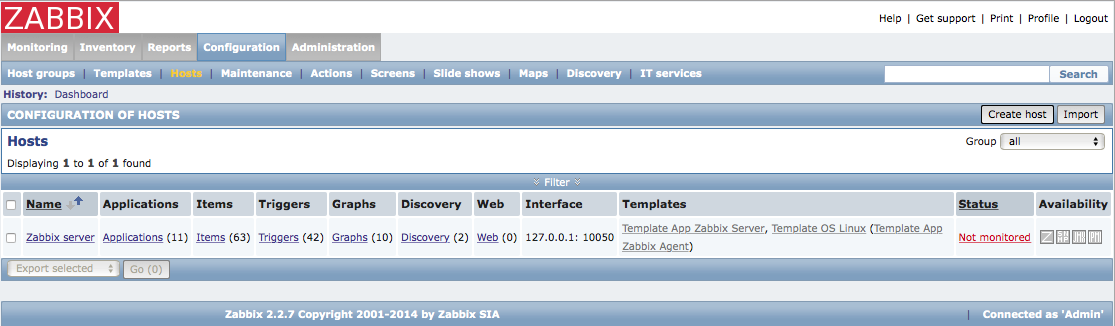 ZABBIX
Help | Get support | Print | Profile | Logout
Monitoring Inventory Reports Configuration Administration
Host groups | Templates | Hosts | Maintenance | Actions | Screens | Slide shows | Maps | Discovery | IT services Search
History: Dashboard
CONFIGURATION OF HOSTS Create host Import
Hosts Group all
Displaying 1 to 1 of 1 found
Filter
Name Applications Items Triggers Graphs Discovery Web Interface Templates Status Availability
Zabbix server Applications (11) Items (63) Triggers (42) Graphs (10) Discovery (2) Web (0) 127.0.0.1: 10050 Template App Zabbix Server, Template OS Linux (Template App Zabbix Agent) Not monitored
Export selected Go (0)
Zabbix 2.2.7 Copyright 2001-2014 by Zabbix SIA | Connected as 'Admin'